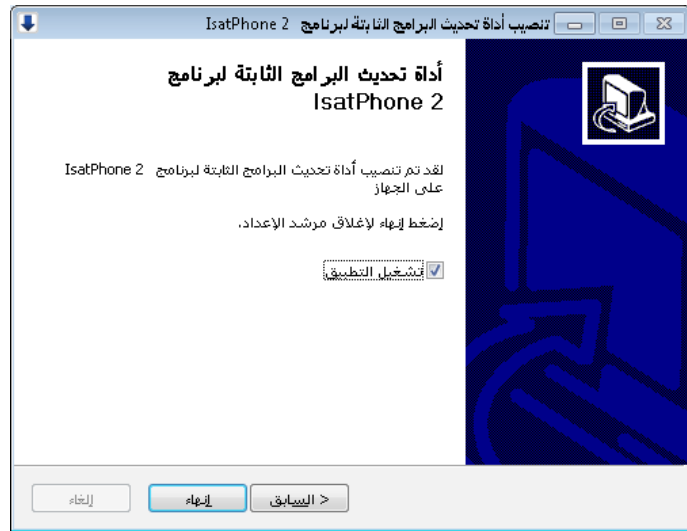 تنصيب أداة تحديث البرامج الثابتة لبرنامج IsatPhone 2
أداة تحديث البرامج الثابتة لبرنامج
IsatPhone 2
لقد تم تنصيب أداة تحديث البرامج الثابتة لبرنامج IsatPhone 2
على الجهاز
إضغط إنهاء لإغلاق مرشد الإعداد.
تشغيل التطبيق
< السابق
إنهاء
إلغاء